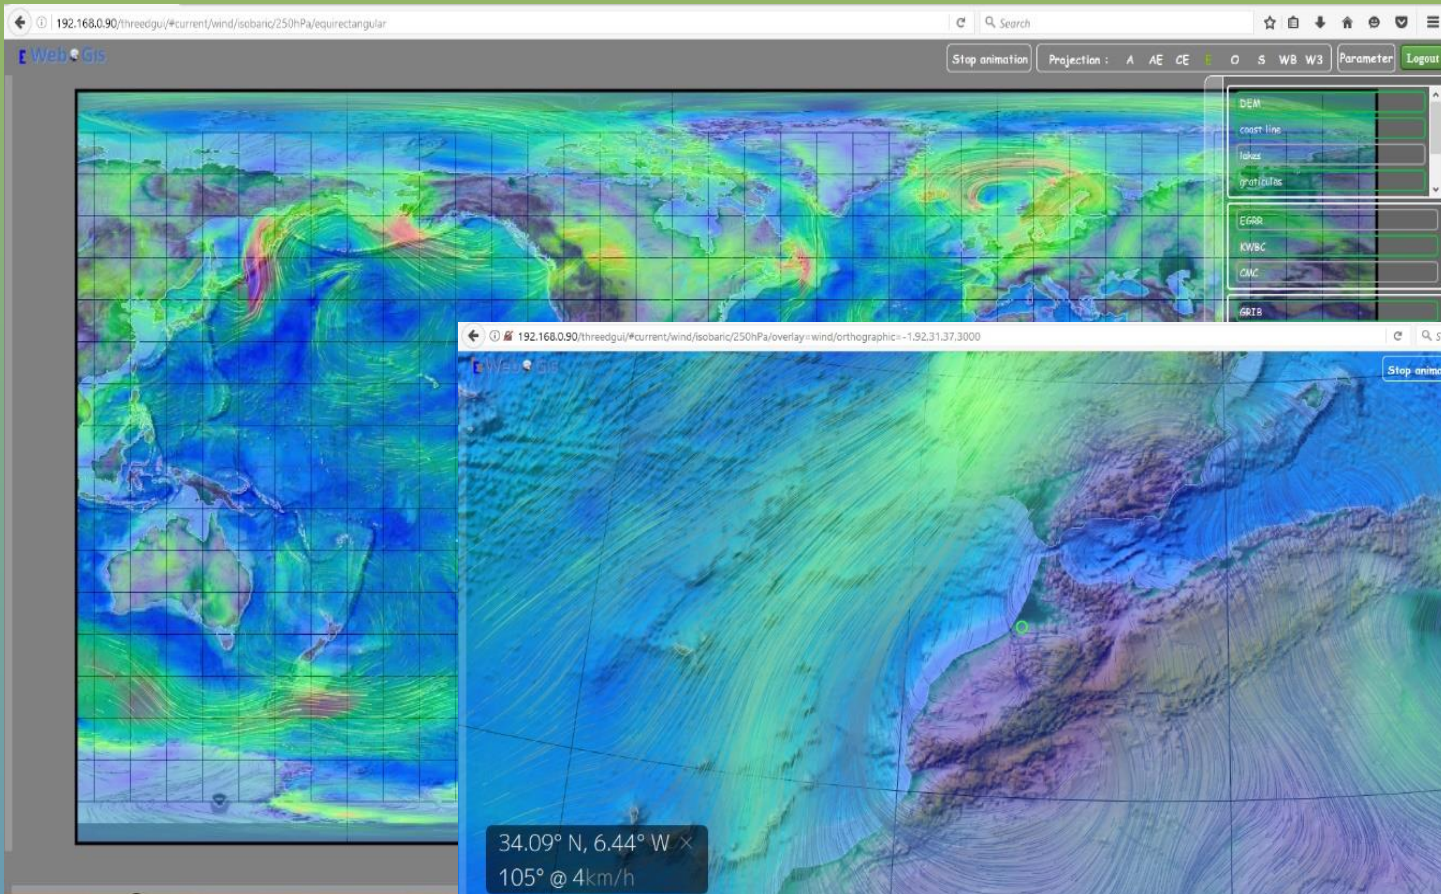 192.168.0.90/threedgui/#current/wind/isobaric/250hPa/equirectangular
Search
Web Gis
Stop animation
Projection : A AE CE E O S WB W3
Parameter
Logout
DEM
coast line
lakes
graticules
EGRR
KWBC
CMC
GRIB
192.168.0.90/threedgui/#current/wind/isobaric/250hPa/overlay=wind/orthographic=-1.92,31.37,3000
S
Web Gis
Stop anima
34.09° N, 6.44° W ×
105° @ 4km/h